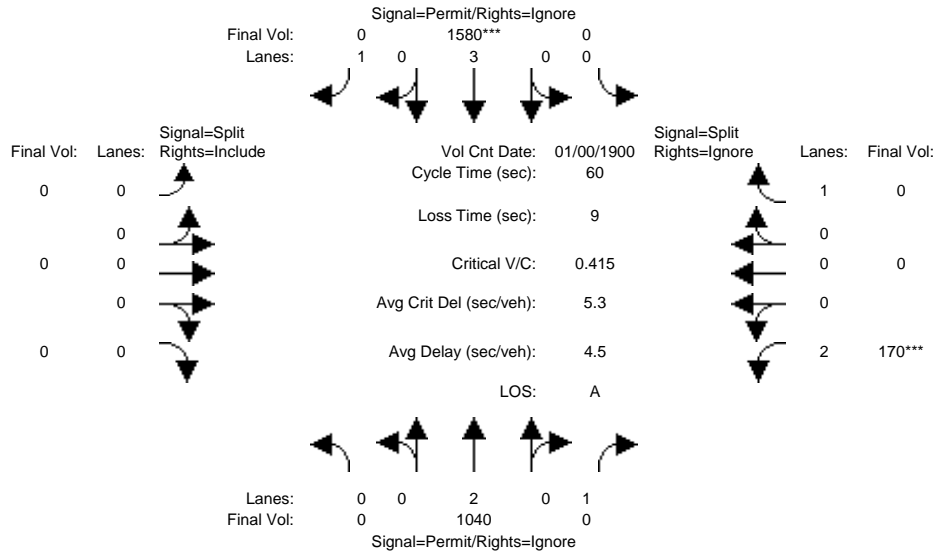 Signal=Permit/Rights=Ignore
Final Vol: 0 1580*** 0
Lanes: 1 0 3 0 0
Signal=Split
Final Vol: Lanes: Rights=Include
Vol Cnt Date: 01/00/1900
Signal=Split
Rights=Ignore Lanes: Final Vol:
Cycle Time (sec): 60
0 0
1 0
Loss Time (sec): 9
0
0
0 0
Critical V/C: 0.415
0 0
0
Avg Crit Del (sec/veh): 5.3
0
0 0
Avg Delay (sec/veh): 4.5
2 170***
LOS: A
Lanes: 0 0 2 0 1
Final Vol: 0 1040 0
Signal=Permit/Rights=Ignore